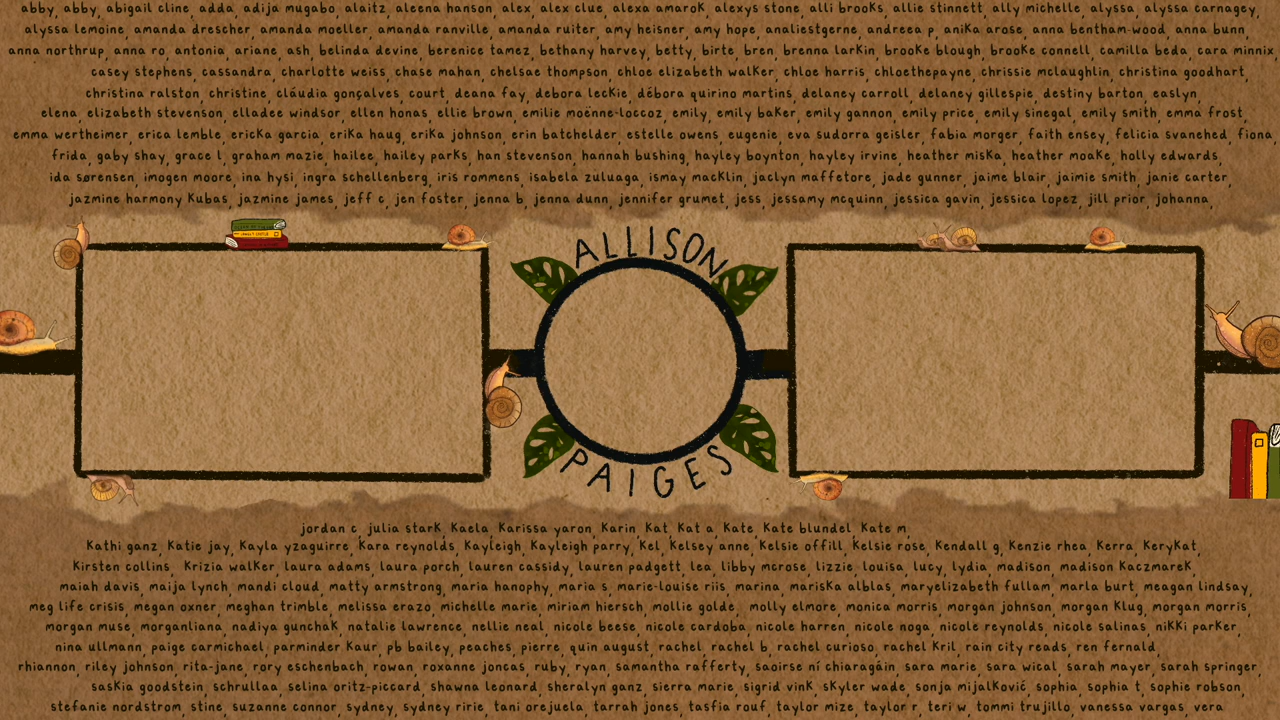 abby, abby, abigail cline, adda, adija mugabo, alaitz, aleena hanson, alex, alex clue, alexa amarok, alexys stone, alli brooks, allie stinnett, ally michelle, alyssa, alyssa carnagey,
alyssa lemoine, amanda drescher, amanda moeller, amanda ranville, amanda ruiter, amy heisner, amy hope, analiestgerne, andreea p, anika arose, anna bentham-wood, anna bunn,
anna northrup, anna ro, antonia, ariane, ash, belinda devine, berenice tamez, bethany harvey, betty, birte, bren, brenna larkin, brooke blough, brooke connell, camilla beda, cara minnix,
casey stephens, cassandra, charlotte weiss, chase mahan, chelsae thompson, chloe elizabeth walker, chloe harris, chloethepayne, chrissie mclaughlin, christina goodhart,
christina ralston, christine, cláudia gonçalves, court, deana fay, debora leckie, débora quirino martins, delaney carroll, delaney gillespie, destiny barton, easlyn,
elena, elizabeth stevenson, elladee windsor, ellen honas, ellie brown, emilie moënne-loccoz, emily, emily baker, emily gannon, emily price, emily sinegal, emily smith, emma frost,
emma wertheimer, erica lemble, ericka garcia, erika haug, erika johnson, erin batchelder, estelle owens, eugenie, eva sudorra geisler, fabia morger, faith ensey, felicia svanehed, fiona
frida, gaby shay, grace l, graham mazie, hailee, hailey parks, han stevenson, hannah bushing, hayley boynton, hayley irvine, heather miska, heather moake, holly edwards,
ida sørensen, imogen moore, ina hysi, ingra schellenberg, iris rommens, isabela zuluaga, ismay macklin, jaclyn maffetore, jade gunner, jaime blair, jaimie smith, janie carter,
jazmine harmony kubas, jazmine james, jeff c, jen foster, jenna b, jenna dunn, jennifer grumet, jess, jessamy mcquinn, jessica gavin, jessica lopez, jill prior, johanna,
ALLISON
PAIGES
jordan c, julia stark, kaela, karissa yaron, karin, kat, kat a, kate, kate blundel, kate m,
kathi ganz, katie jay, kayla yzaguirre, kara reynolds, kayleigh, kayleigh parry, kel, kelsey anne, kelsie offill, kelsie rose, kendall g, kenzie rhea, kerra, kerykat,
kirsten collins, krizia walker, laura adams, laura porch, lauren cassidy, lauren padgett, lea, libby mcrose, lizzie, louisa, lucy, lydia, madison, madison kaczmarek,
maiah davis, maija lynch, mandi cloud, matty armstrong, maria hanophy, maria s, marie-louise riis, marina, mariska alblas, maryelizabeth fullam, marla burt, meagan lindsay,
meg life crisis, megan oxner, meghan trimble, melissa erazo, michelle marie, miriam hiersch, mollie golde, molly elmore, monica morris, morgan johnson, morgan klug, morgan morris,
morgan muse, morganliana, nadiya gunchak, natalie lawrence, nellie neal, nicole beese, nicole cardoba, nicole harren, nicole noga, nicole reynolds, nicole salinas, nikki parker,
nina ullmann, paige carmichael, parminder kaur, pb bailey, peaches, pierre, quin august, rachel, rachel b, rachel curioso, rachel kril, rain city reads, ren fernald,
rhiannon, riley johnson, rita-jane, rory eschenbach, rowan, roxanne joncas, ruby, ryan, samantha rafferty, saoirse ní chiaragáin, sara marie, sara wical, sarah mayer, sarah springer
saskia goodstein, schrullaa, selina oritz-piccard, shawna leonard, sheralyn ganz, sierra marie, sigrid vink, skyler wade, sonja mijalković, sophia, sophia t, sophie robson,
stefanie nordstrom, stine, suzanne connor, sydney, sydney ririe, tani orejuela, tarrah jones, tasfia rouf, taylor mize, taylor r, teri w, tommi trujillo, vanessa vargas, vera